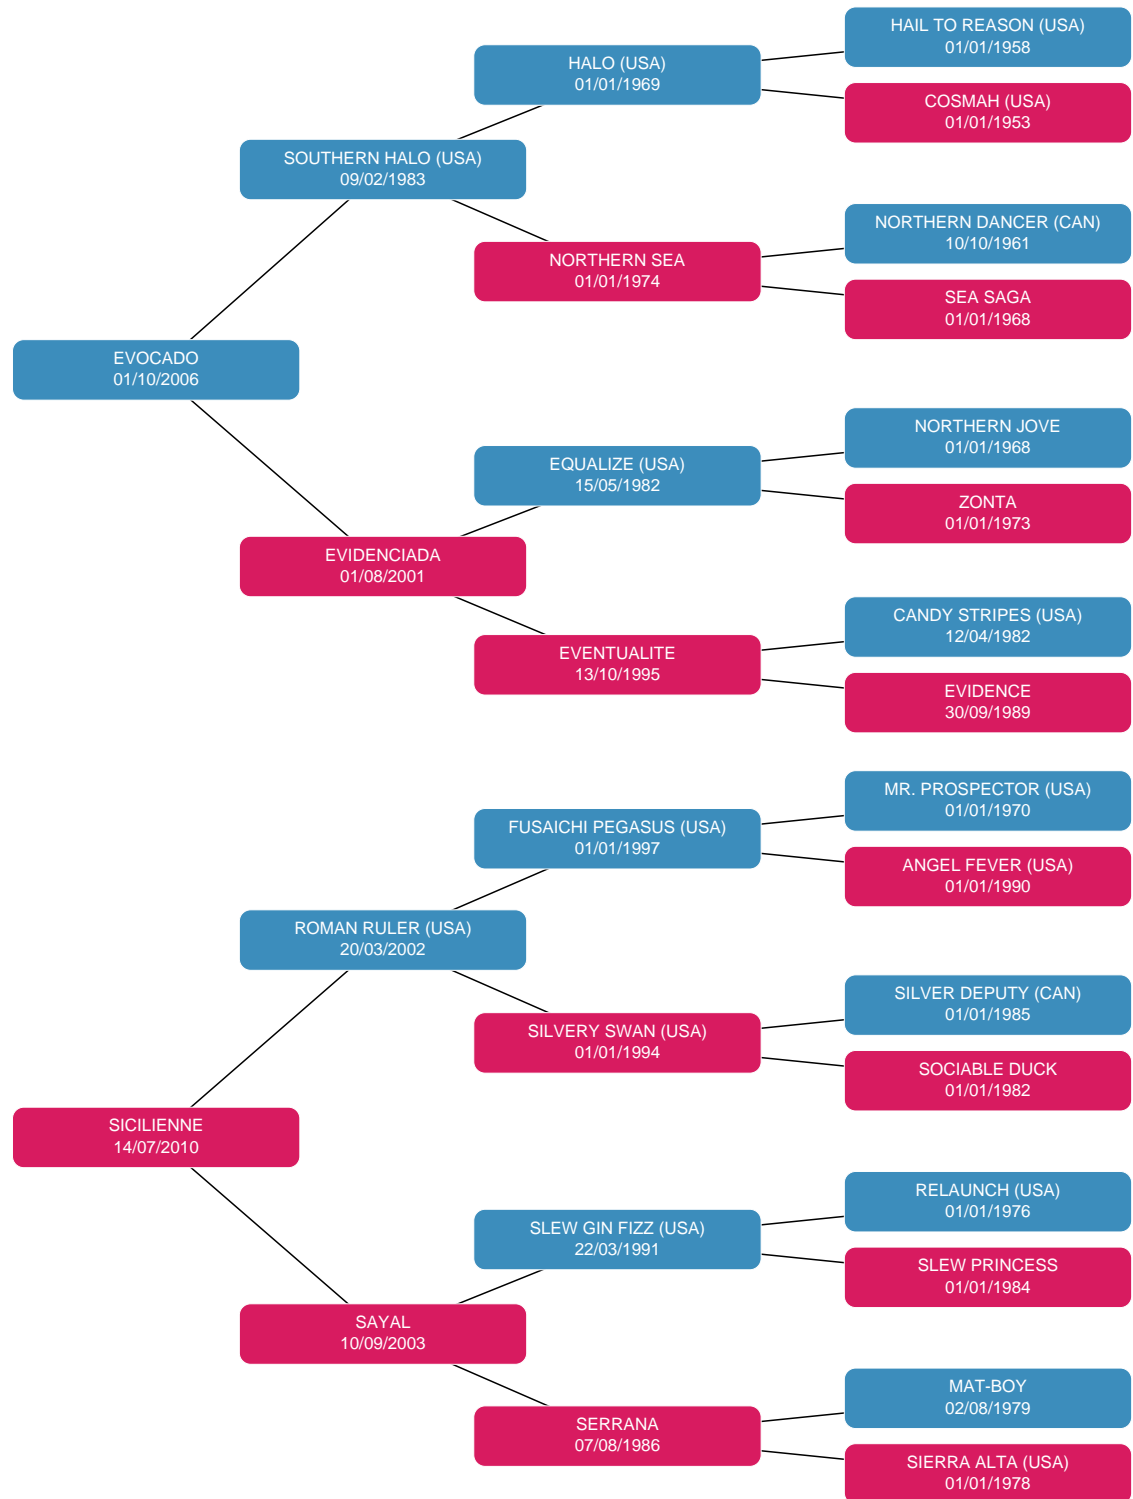 HAIL TO REASON (USA)
01/01/1958
HALO (USA)
01/01/1969
COSMAH (USA)
01/01/1953
SOUTHERN HALO (USA)
09/02/1983
NORTHERN DANCER (CAN)
10/10/1961
NORTHERN SEA
01/01/1974
SEA SAGA
01/01/1968
EVOCADO
01/10/2006
NORTHERN JOVE
01/01/1968
EQUALIZE (USA)
15/05/1982
ZONTA
01/01/1973
EVIDENCIADA
01/08/2001
CANDY STRIPES (USA)
12/04/1982
EVENTUALITE
13/10/1995
EVIDENCE
30/09/1989
MR. PROSPECTOR (USA)
01/01/1970
FUSAICHI PEGASUS (USA)
01/01/1997
ANGEL FEVER (USA)
01/01/1990
ROMAN RULER (USA)
20/03/2002
SILVER DEPUTY (CAN)
01/01/1985
SILVERY SWAN (USA)
01/01/1994
SOCIABLE DUCK
01/01/1982
SICILIENNE
14/07/2010
RELAUNCH (USA)
01/01/1976
SLEW GIN FIZZ (USA)
22/03/1991
SLEW PRINCESS
01/01/1984
SAYAL
10/09/2003
MAT-BOY
02/08/1979
SERRANA
07/08/1986
SIERRA ALTA (USA)
01/01/1978